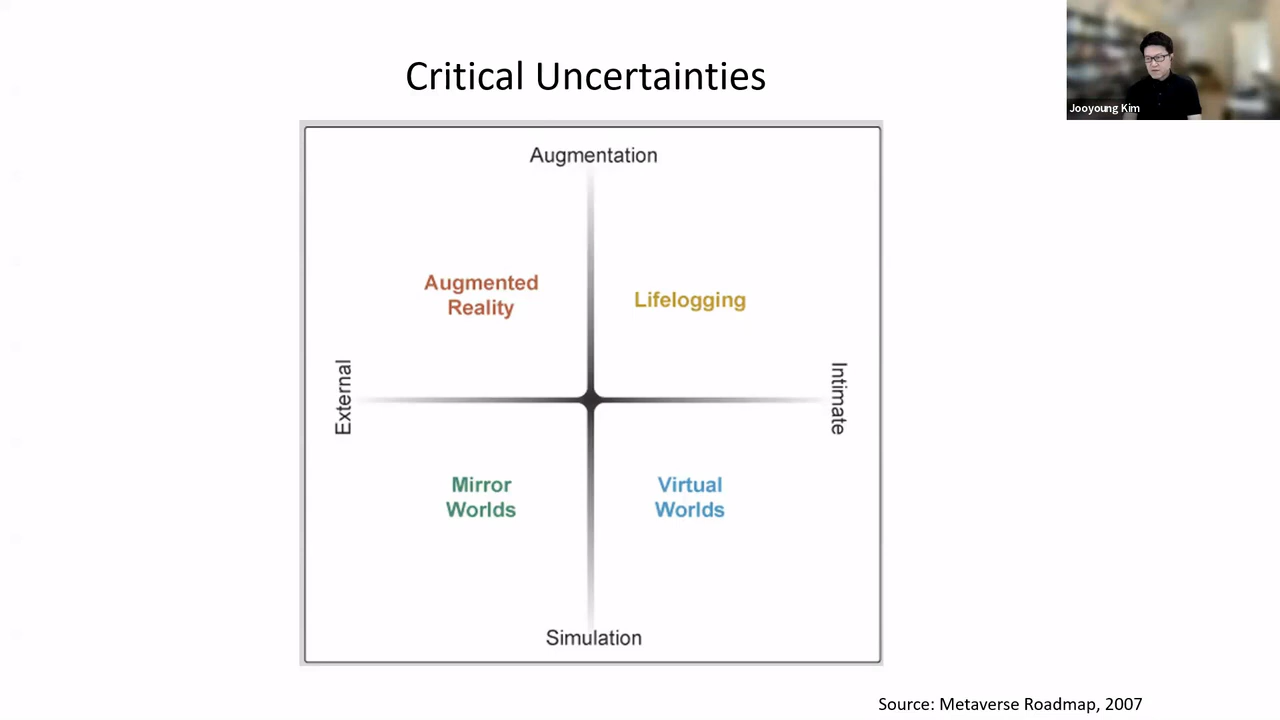 Critical Uncertainties
Jooyoung Kim
Augmentation
Augmented
Reality
Lifelogging
External
Intimate
Mirror
Worlds
Virtual
Worlds
Simulation
Source: Metaverse Roadmap, 2007